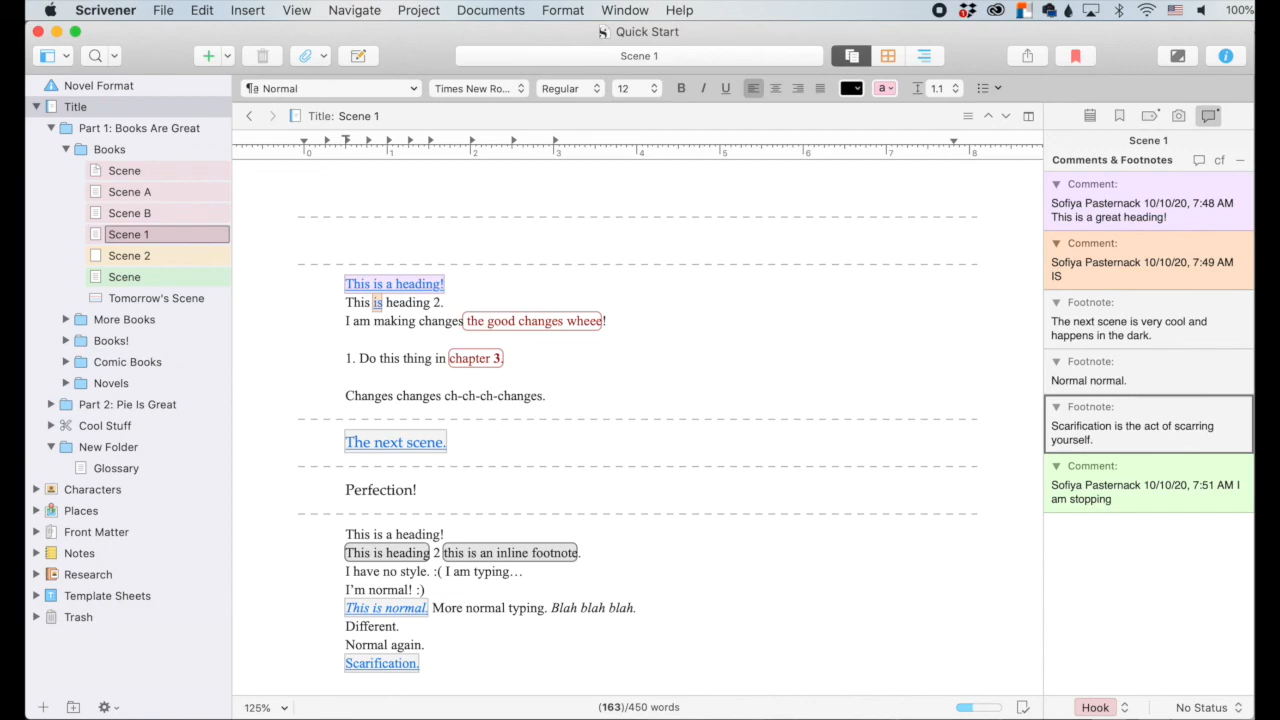 Scrivener File Edit Insert View Navigate Project Documents Format Window Help 100%
Quick Start
Scene 1
Normal Times New Ro... Regular 12 B I U a 1.1
Title: Scene 1
0 1 2 3 4 5 6 7 8
Novel Format
Title
Part 1: Books Are Great
Books
Scene
Scene A
Scene B
Scene 1
Scene 2
Scene
Tomorrow's Scene
More Books
Books!
Comic Books
Novels
Part 2: Pie Is Great
Cool Stuff
New Folder
Glossary
Characters
Places
Front Matter
Notes
Research
Template Sheets
Trash
This is a heading!
This is heading 2.
I am making changes the good changes wheee!
1. Do this thing in chapter 3.
Changes changes ch-ch-ch-changes.
The next scene.
Perfection!
This is a heading!
This is heading 2 this is an inline footnote.
I have no style. :( I am typing…
I'm normal! :)
This is normal. More normal typing. Blah blah blah.
Different.
Normal again.
Scarification.
125%
(163)/450 words
Scene 1
Comments & Footnotes cf
Comment:
Sofiya Pasternack 10/10/20, 7:48 AM
This is a great heading!
Comment:
Sofiya Pasternack 10/10/20, 7:49 AM
IS
Footnote:
The next scene is very cool and
happens in the dark.
Footnote:
Normal normal.
Footnote:
Scarification is the act of scarring
yourself.
Comment:
Sofiya Pasternack 10/10/20, 7:51 AM I
am stopping
Hook No Status